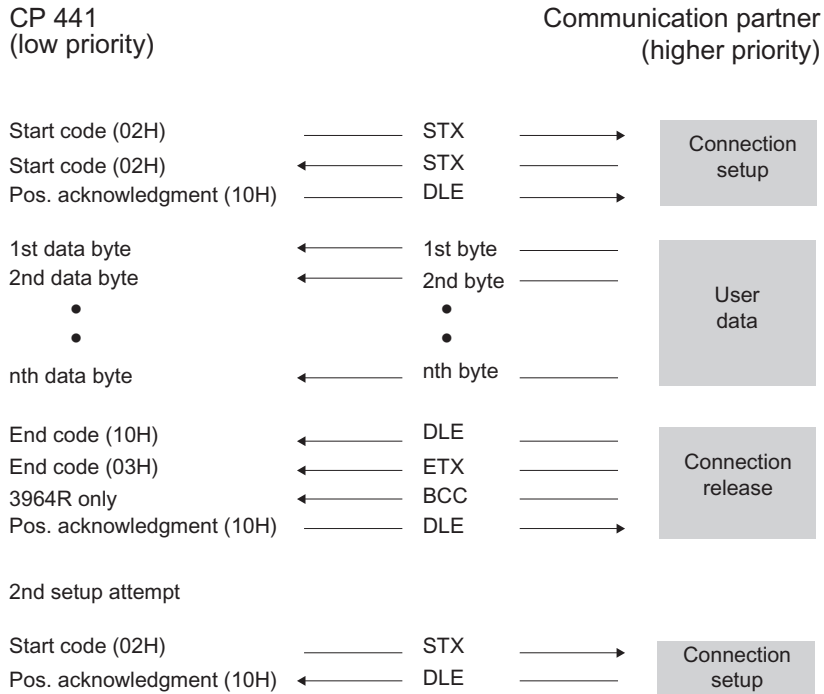 CP 441 Communication partner
(low priority) (higher priority)
Start code (02H) STX Connection
Start code (02H) STX setup
Pos. acknowledgment (10H) DLE
1st data byte 1st byte
2nd data byte 2nd byte
User
data
nth data byte nth byte
End code (10H) DLE
End code (03H) ETX Connection
3964R only BCC release
Pos. acknowledgment (10H) DLE
2nd setup attempt
Start code (02H) STX Connection
Pos. acknowledgment (10H) DLE setup